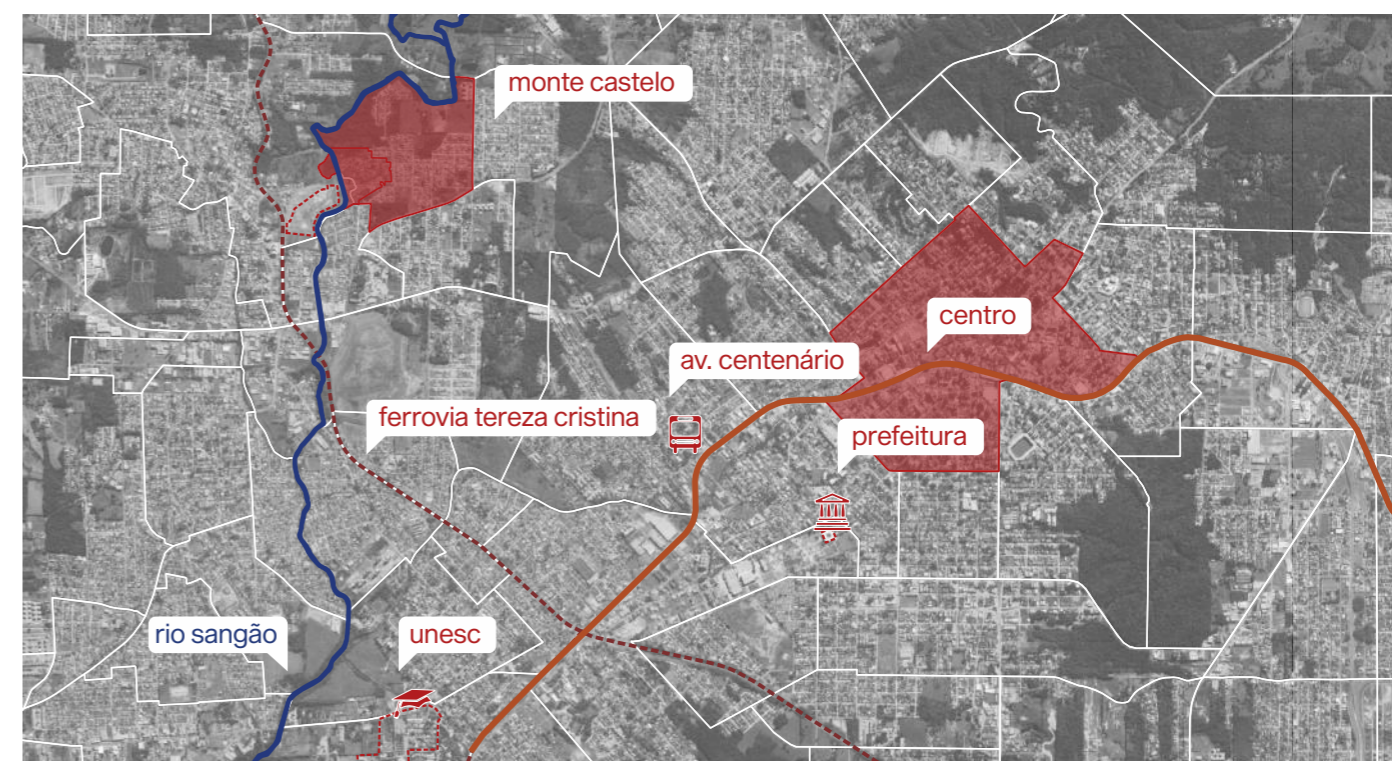 monte castelo
centro
av. centenário
ferrovia tereza cristina
prefeitura
rio sangão
unesc